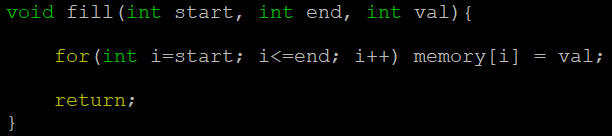 void fill(int start, int end, int val){
for(int i=start; i<=end; i++) memory[i] = val;
return;
}